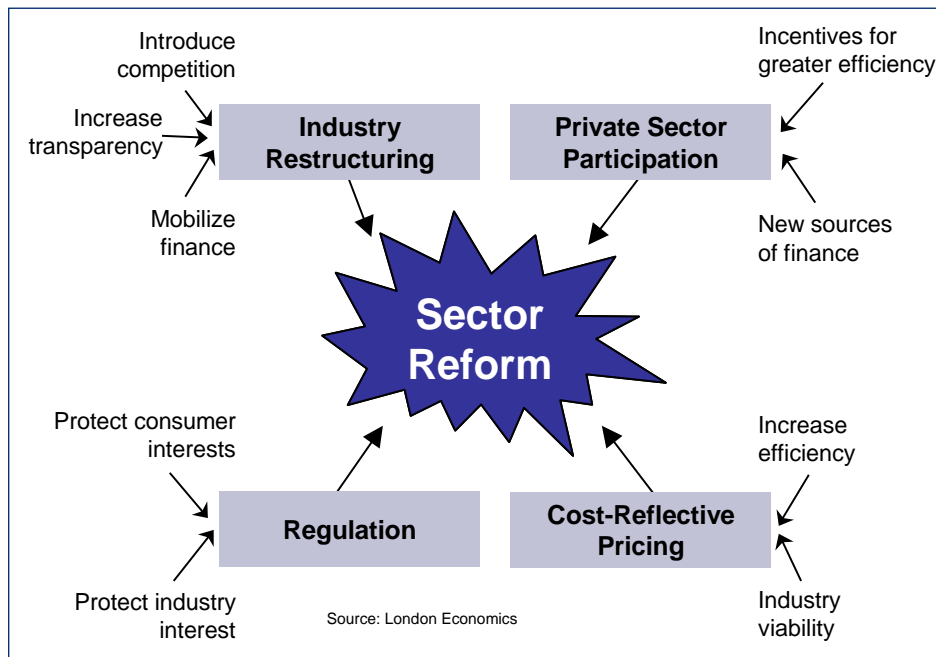 Introduce
competition
Increase
transparency
Mobilize
finance
Industry
Restructuring
Private Sector
Participation
Incentives for
greater efficiency
New sources
of finance
Sector
Reform
Protect consumer
interests
Protect industry
interest
Regulation
Cost-Reflective
Pricing
Increase
efficiency
Industry
viability
Source: London Economics